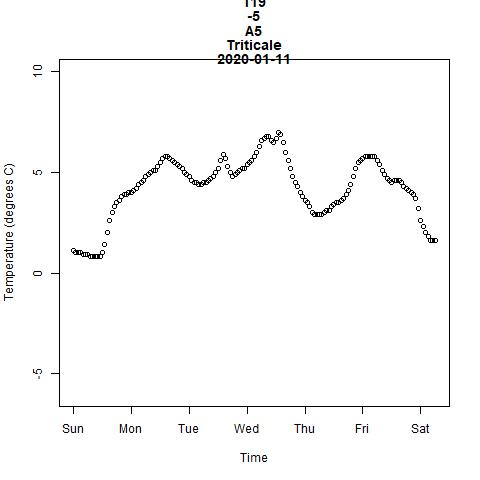 T19
-5
A5
Triticale
2020-01-11
10
5
0
-5
Temperature (degrees C)
Sun Mon Tue Wed Thu Fri Sat
Time